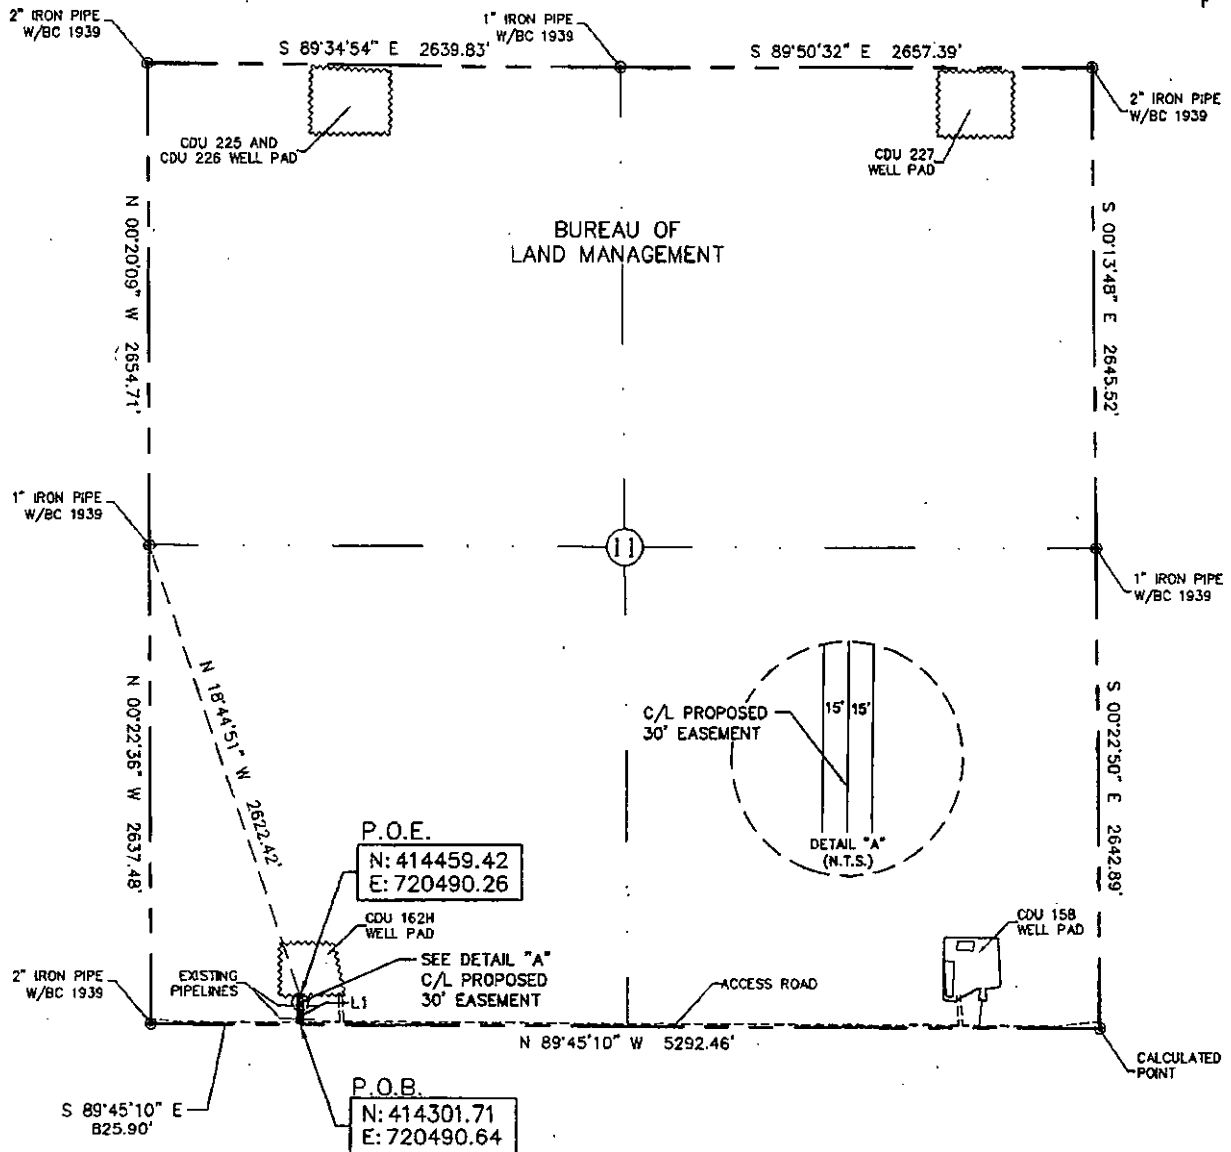 2" IRON PIPE
W/BC 1939
1" IRON PIPE
W/BC 1939
S 89°34'54" E 2639.83'
S 89°50'32" E 2657.39'
2" IRON PIPE
W/BC 1939
CDU 225 AND
CDU 226 WELL PAD
CDU 227
WELL PAD
N 00°20'09" W 2654.71'
S 00°13'48" E 2645.52'
BUREAU OF
LAND MANAGEMENT
1" IRON PIPE
W/BC 1939
11
1" IRON PIPE
W/BC 1939
N 00°22'36" W 2637.48'
N 18°44'51" W 2622.42'
C/L PROPOSED
30' EASEMENT
15' 15'
DETAIL "A"
(N.T.S.)
S 00°22'50" E 2642.89'
P.O.E.
N: 414459.42
E: 720490.26
CDU 162H
WELL PAD
CDU 158
WELL PAD
2" IRON PIPE
W/BC 1939
EXISTING
PIPELINES
L1
SEE DETAIL "A"
C/L PROPOSED
30' EASEMENT
ACCESS ROAD
N 89°45'10" W 5292.46'
CALCULATED
POINT
S 89°45'10" E
825.90'
P.O.B.
N: 414301.71
E: 720490.64